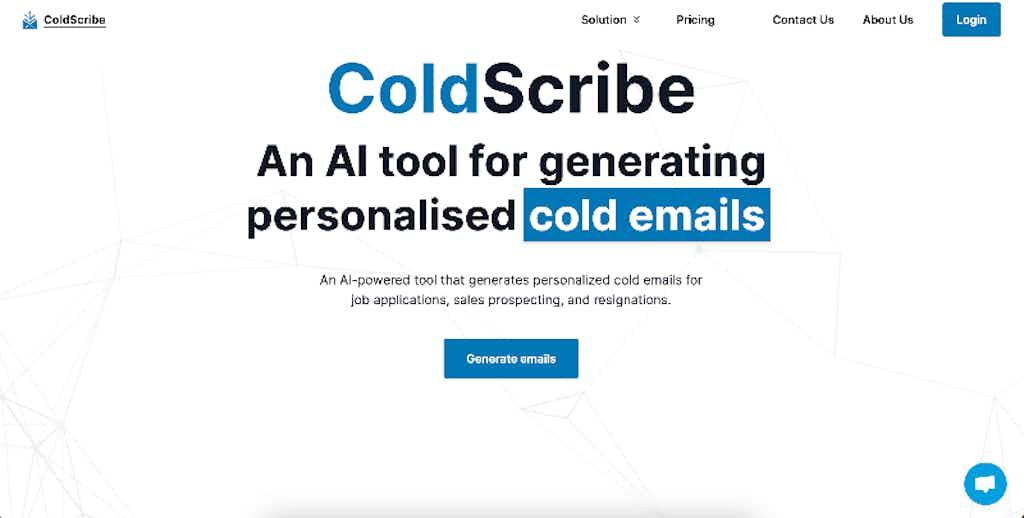 ColdScribe
Solution
Pricing
Contact Us
About Us
Login
ColdScribe
An AI tool for generating
personalised cold emails
An AI-powered tool that generates personalized cold emails for
job applications, sales prospecting, and resignations.
Generate emails